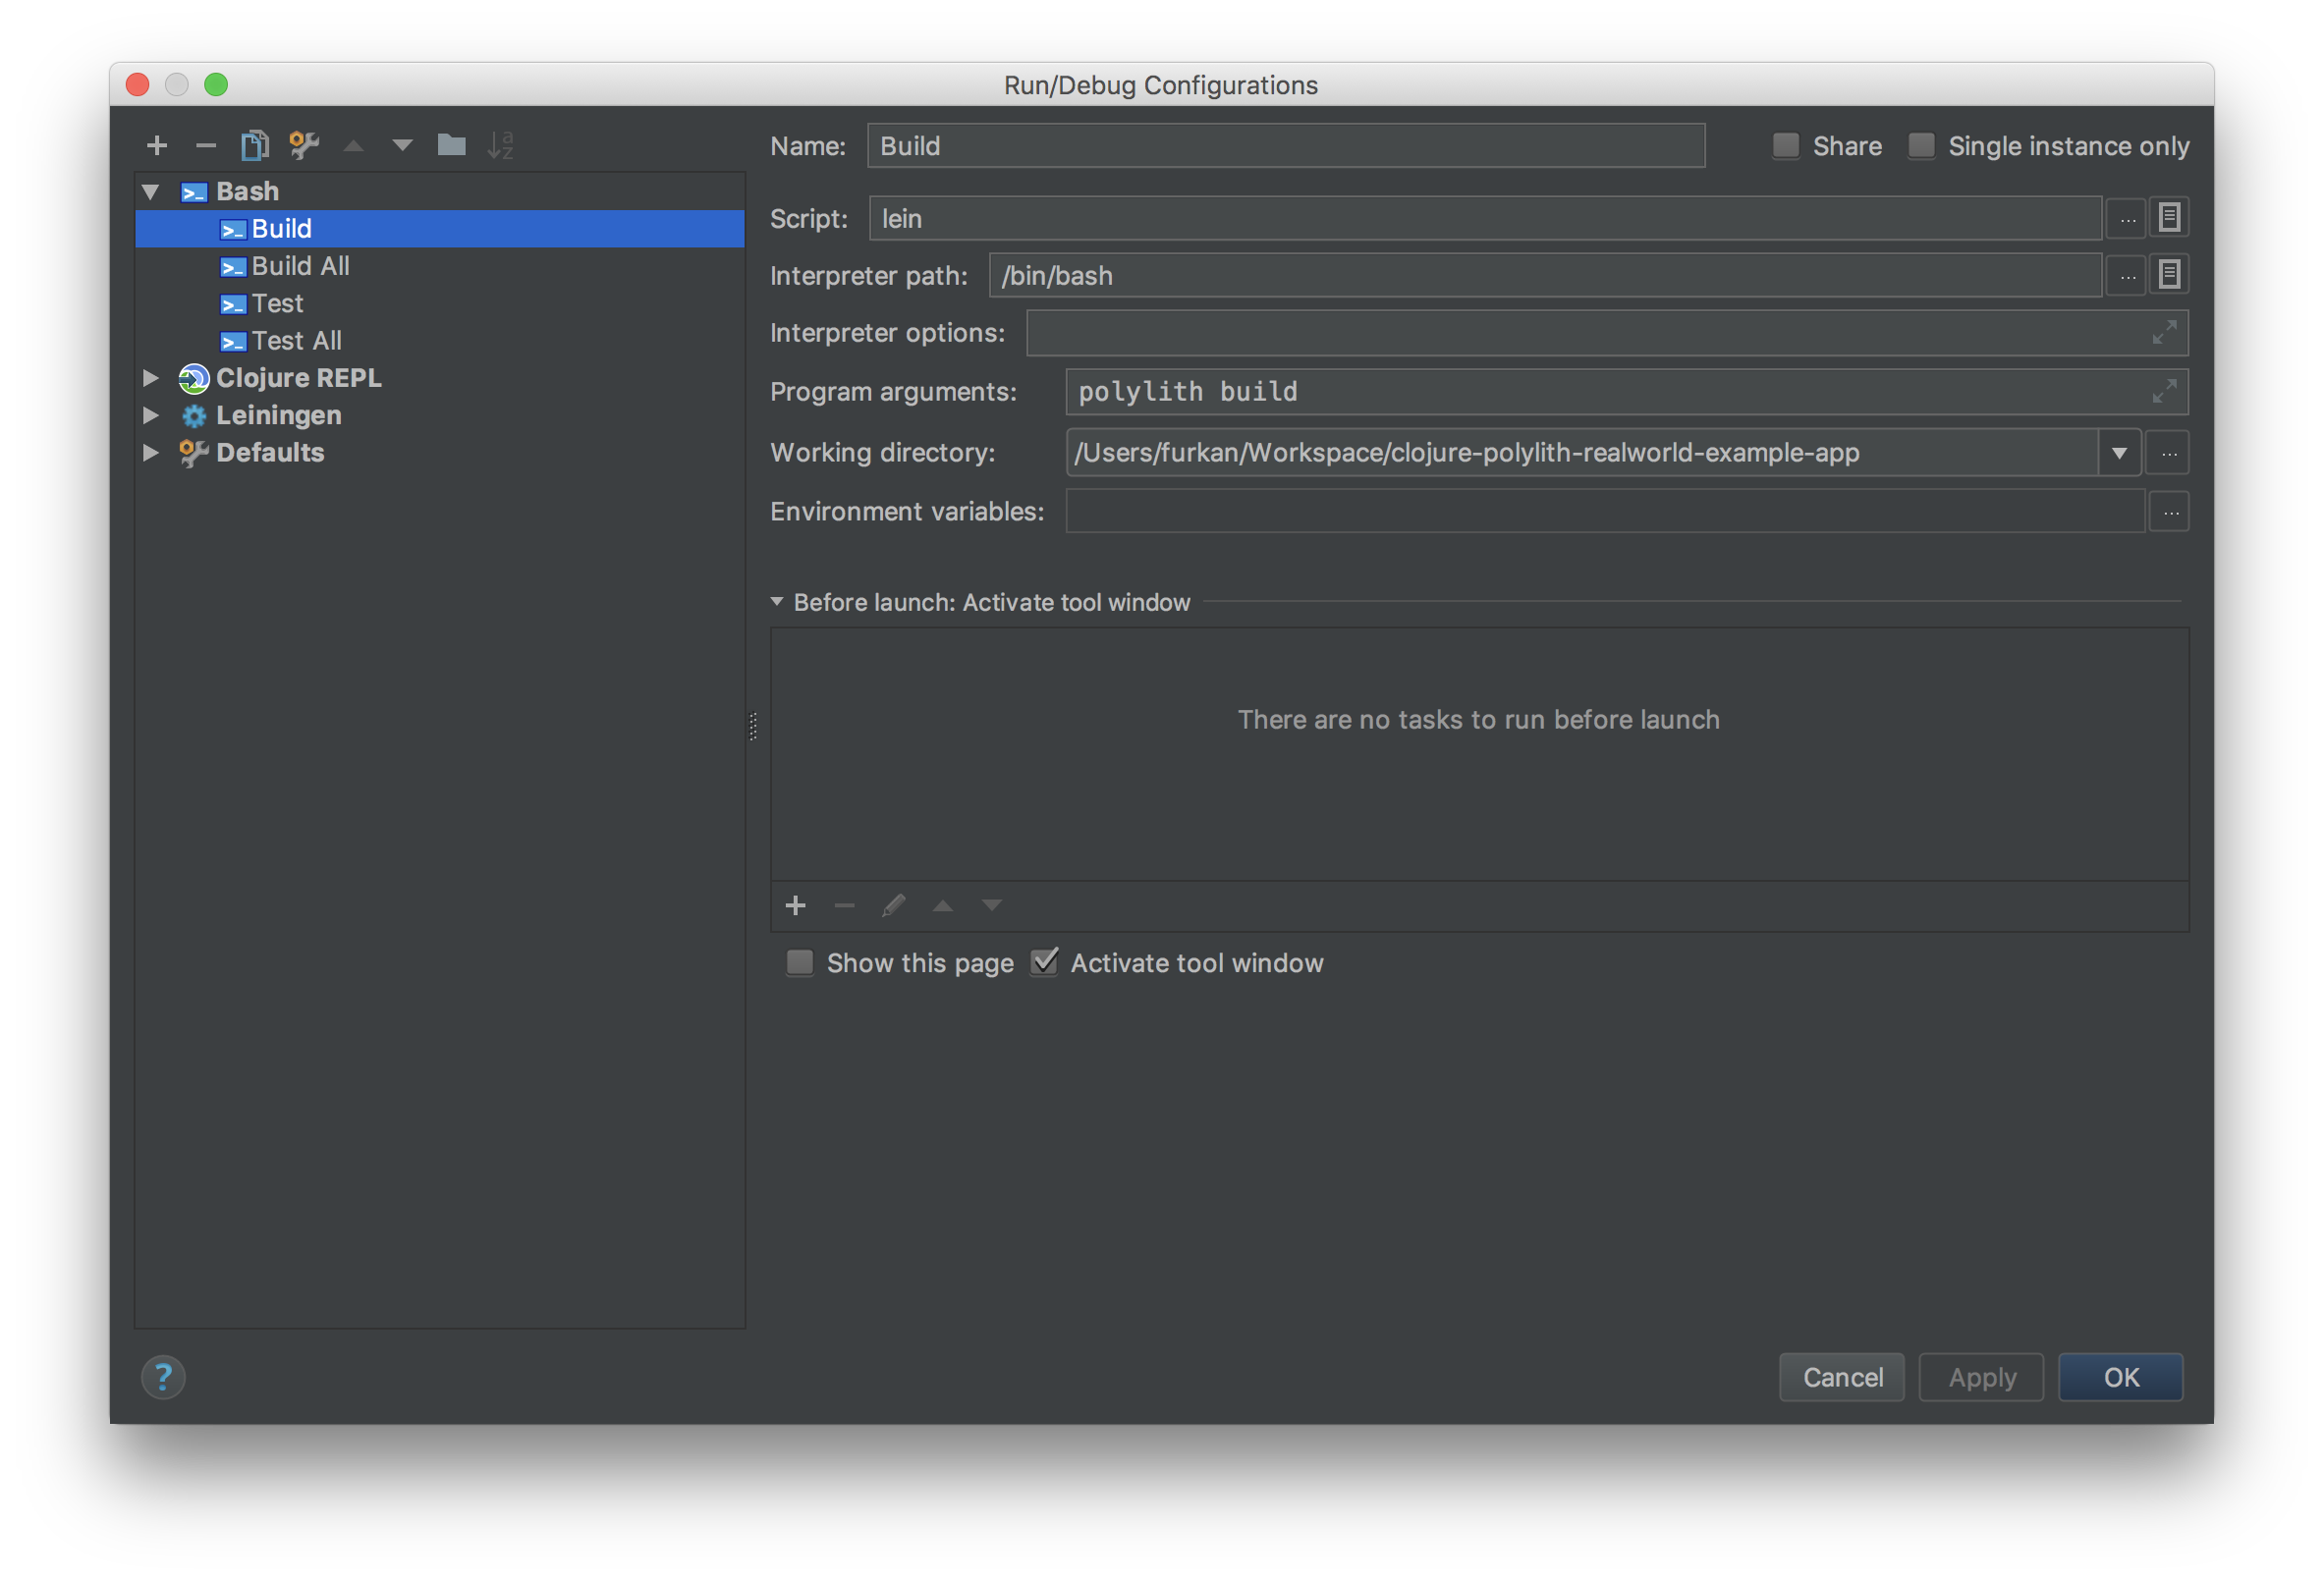 Run/Debug Configurations
Bash
Build
Build All
Test
Test All
Clojure REPL
Leiningen
Defaults
Name: Build Share Single instance only
Script: lein ...
Interpreter path: /bin/bash ...
Interpreter options:
Program arguments: polylith build
Working directory: /Users/furkan/Workspace/clojure-polylith-realworld-example-app ...
Environment variables: ...
Before launch: Activate tool window
There are no tasks to run before launch
Show this page Activate tool window
? Cancel Apply OK